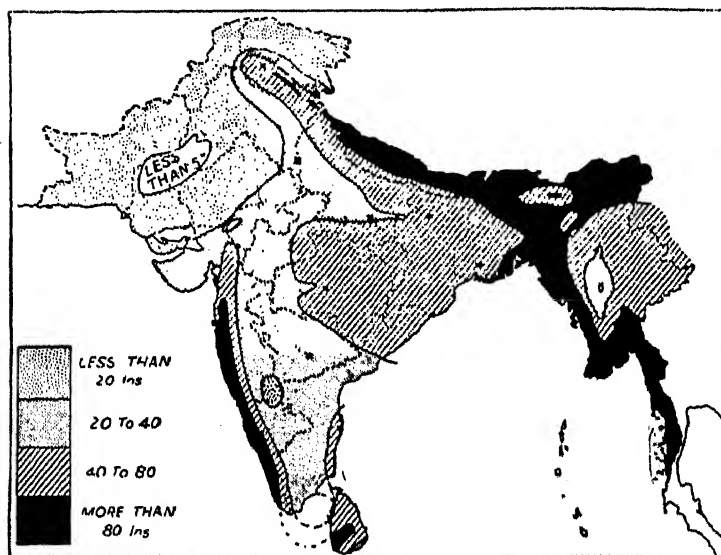 LESS
THAN 5"
LESS THAN
20 Ins
20 To 40
40 To 80
MORE THAN
80 Ins